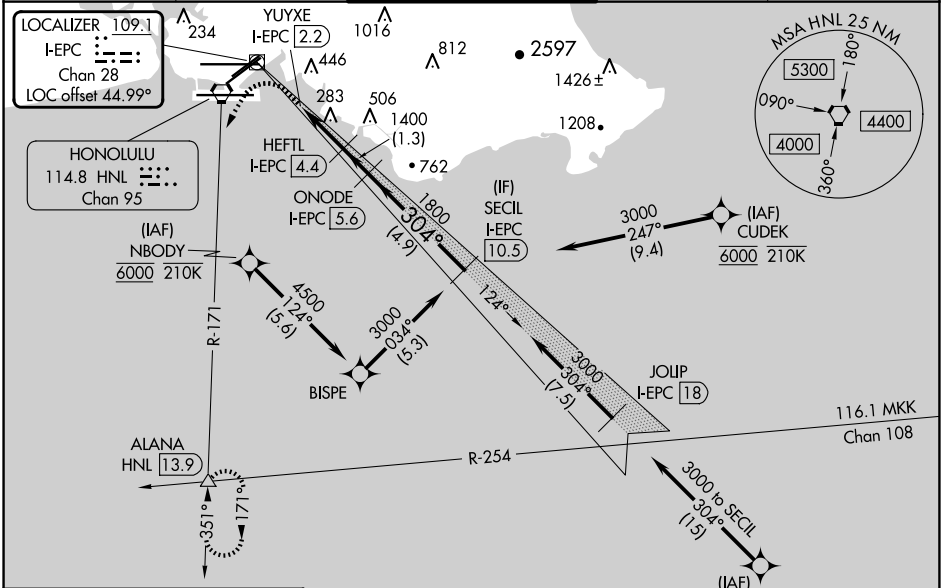 LOCALIZER 109.1
I-EPC
Chan 28
LOC offset 44.99°
HONOLULU
114.8 HNL
Chan 95
234
YUYXE
I-EPC 2.2
1016
446
812
2597
1426 ±
283
506
1400
(1.3)
1208
762
HEFTL
I-EPC 4.4
ONODE
I-EPC 5.6
1800
304°
(4.9)
(IF)
SECIL
I-EPC
10.5
MSA HNL 25 NM
180°
5300
090°
4400
4000
360°
3000
247°
(9.4)
(IAF)
CUDEK
6000 210K
(IAF)
NBODY
6000 210K
4500
124°
(5.6)
3000
034°
(5.3)
BISPE
R-171
124°
3000
304°
(7.5)
JOLIP
I-EPC 18
116.1 MKK
Chan 108
R-254
ALANA
HNL 13.9
351°
171°
3000 to SECIL
304°
(15)
(IAF)